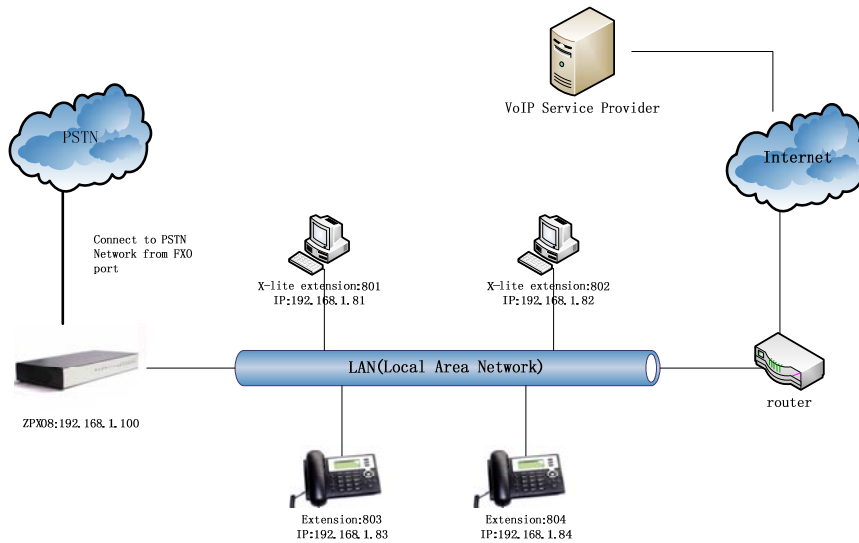 VoIP Service Provider
PSTN
Internet
Connect to PSTN
Network from FXO
port
X-lite extension:801
IP:192.168.1.81
X-lite extension:802
IP:192.168.1.82
LAN(Local Area Network)
router
ZPX08:192.168.1.100
Extension:803
IP:192.168.1.83
Extension:804
IP:192.168.1.84